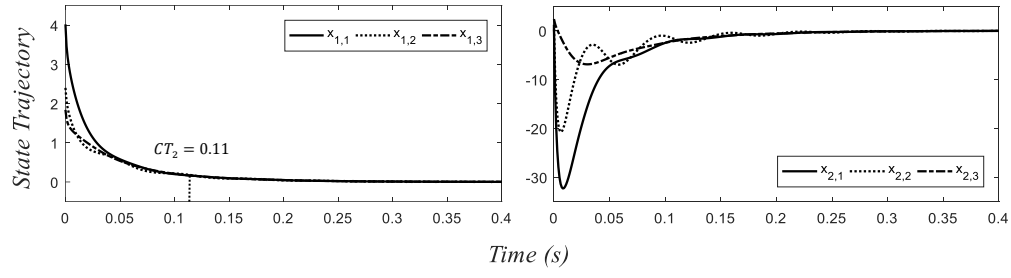 State Trajectory
4
3
2
1
0
x1,1 x1,2 x1,3
CT2 = 0.11
0 0.05 0.1 0.15 0.2 0.25 0.3 0.35 0.4
0
-10
-20
-30
x2,1 x2,2 x2,3
0 0.05 0.1 0.15 0.2 0.25 0.3 0.35 0.4
Time (s)